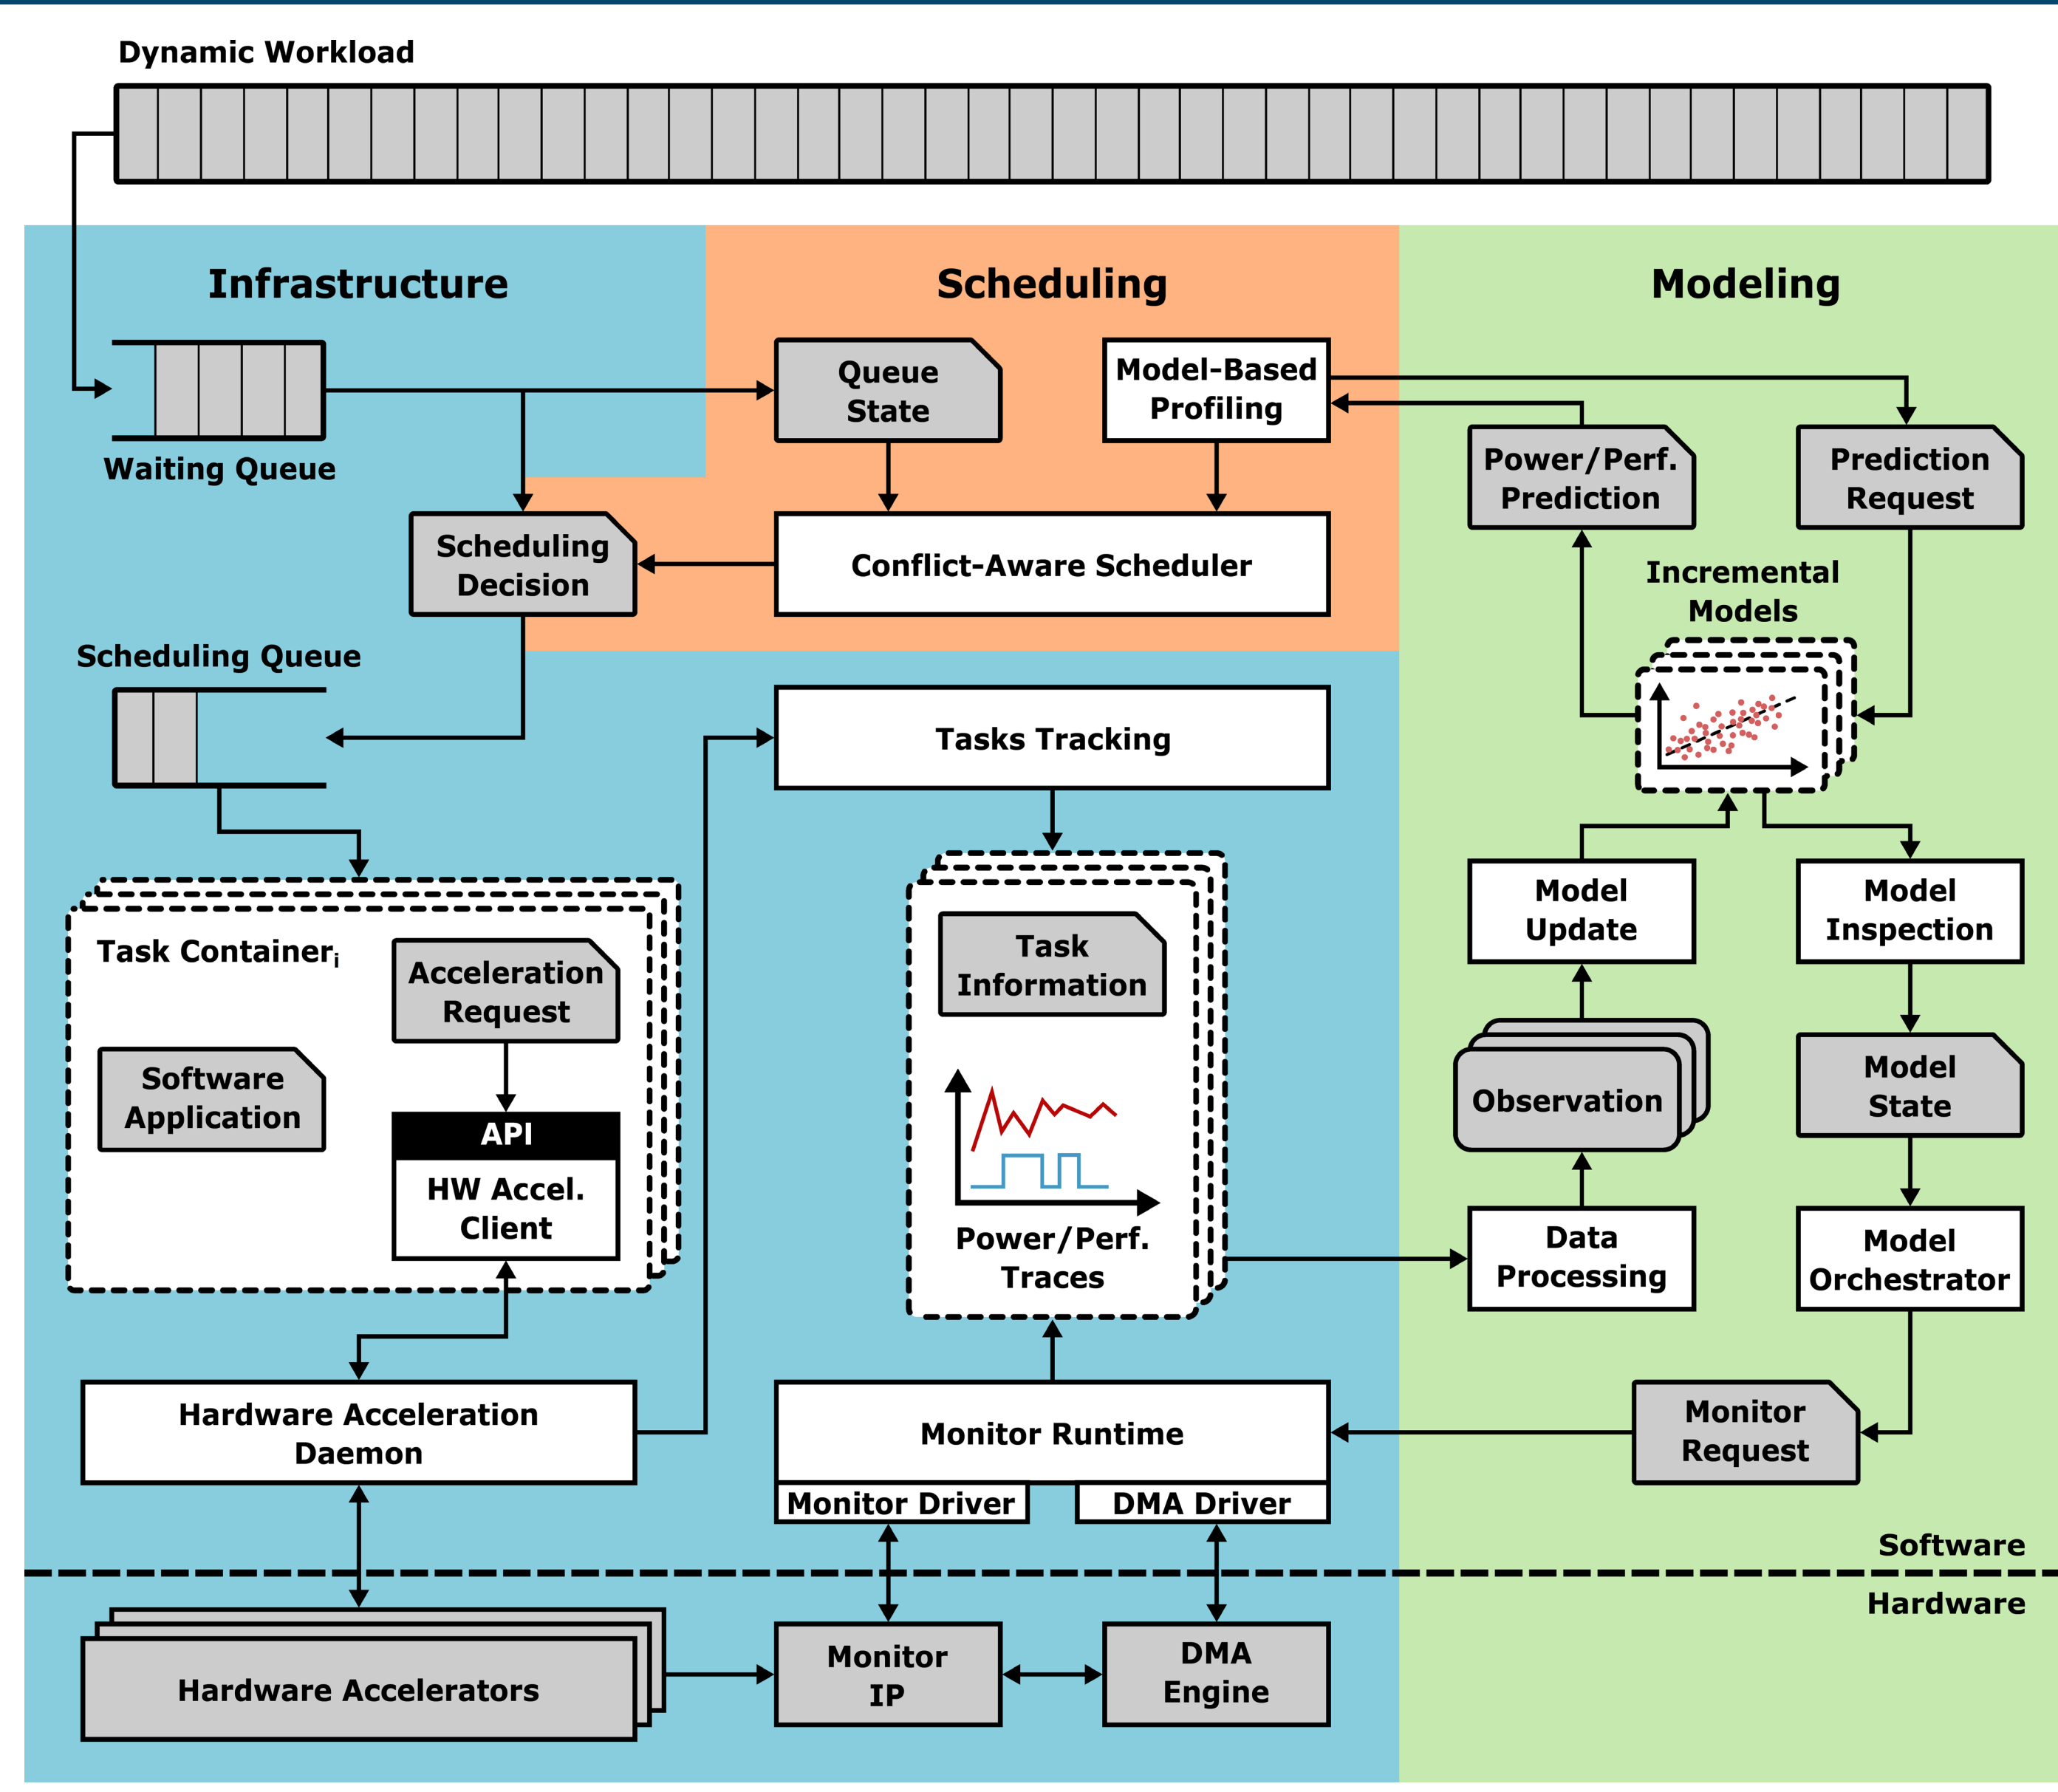 Dynamic Workload
Infrastructure
Scheduling
Modeling
Waiting Queue
Queue
State
Model-Based
Profiling
Power/Perf.
Prediction
Prediction
Request
Scheduling
Decision
Conflict-Aware Scheduler
Incremental
Models
Scheduling Queue
Tasks Tracking
Task Containerᵢ
Acceleration
Request
Software
Application
API
HW Accel.
Client
Task
Information
Power/Perf.
Traces
Model
Update
Model
Inspection
Observation
Model
State
Data
Processing
Model
Orchestrator
Hardware Acceleration
Daemon
Monitor Runtime
Monitor Driver
DMA Driver
Monitor
Request
Software
Hardware
Hardware Accelerators
Monitor
IP
DMA
Engine